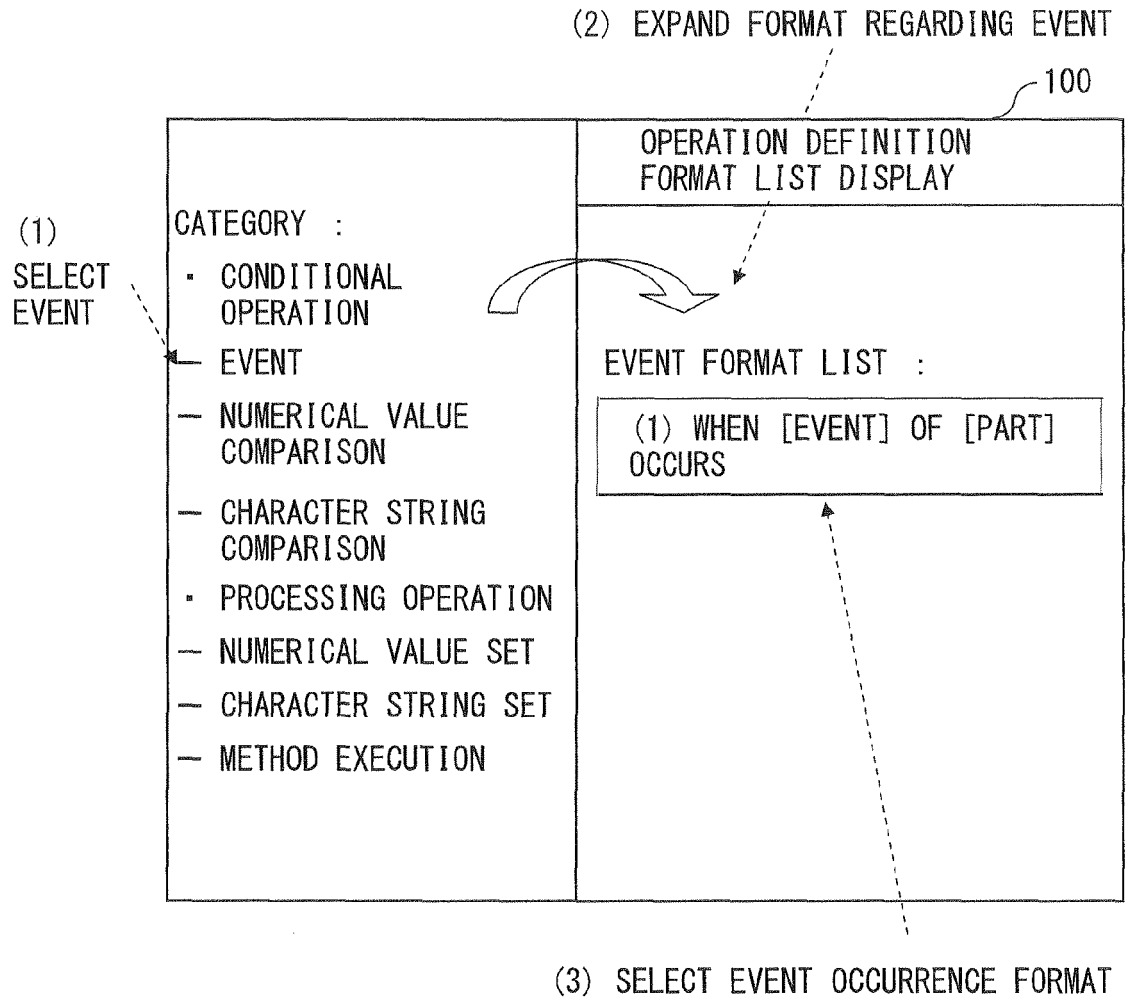 (2) EXPAND FORMAT REGARDING EVENT
100
OPERATION DEFINITION
FORMAT LIST DISPLAY
(1)
SELECT
EVENT
CATEGORY :
· CONDITIONAL
OPERATION
— EVENT
— NUMERICAL VALUE
COMPARISON
— CHARACTER STRING
COMPARISON
· PROCESSING OPERATION
— NUMERICAL VALUE SET
— CHARACTER STRING SET
— METHOD EXECUTION
EVENT FORMAT LIST :
(1) WHEN [EVENT] OF [PART]
OCCURS
(3) SELECT EVENT OCCURRENCE FORMAT